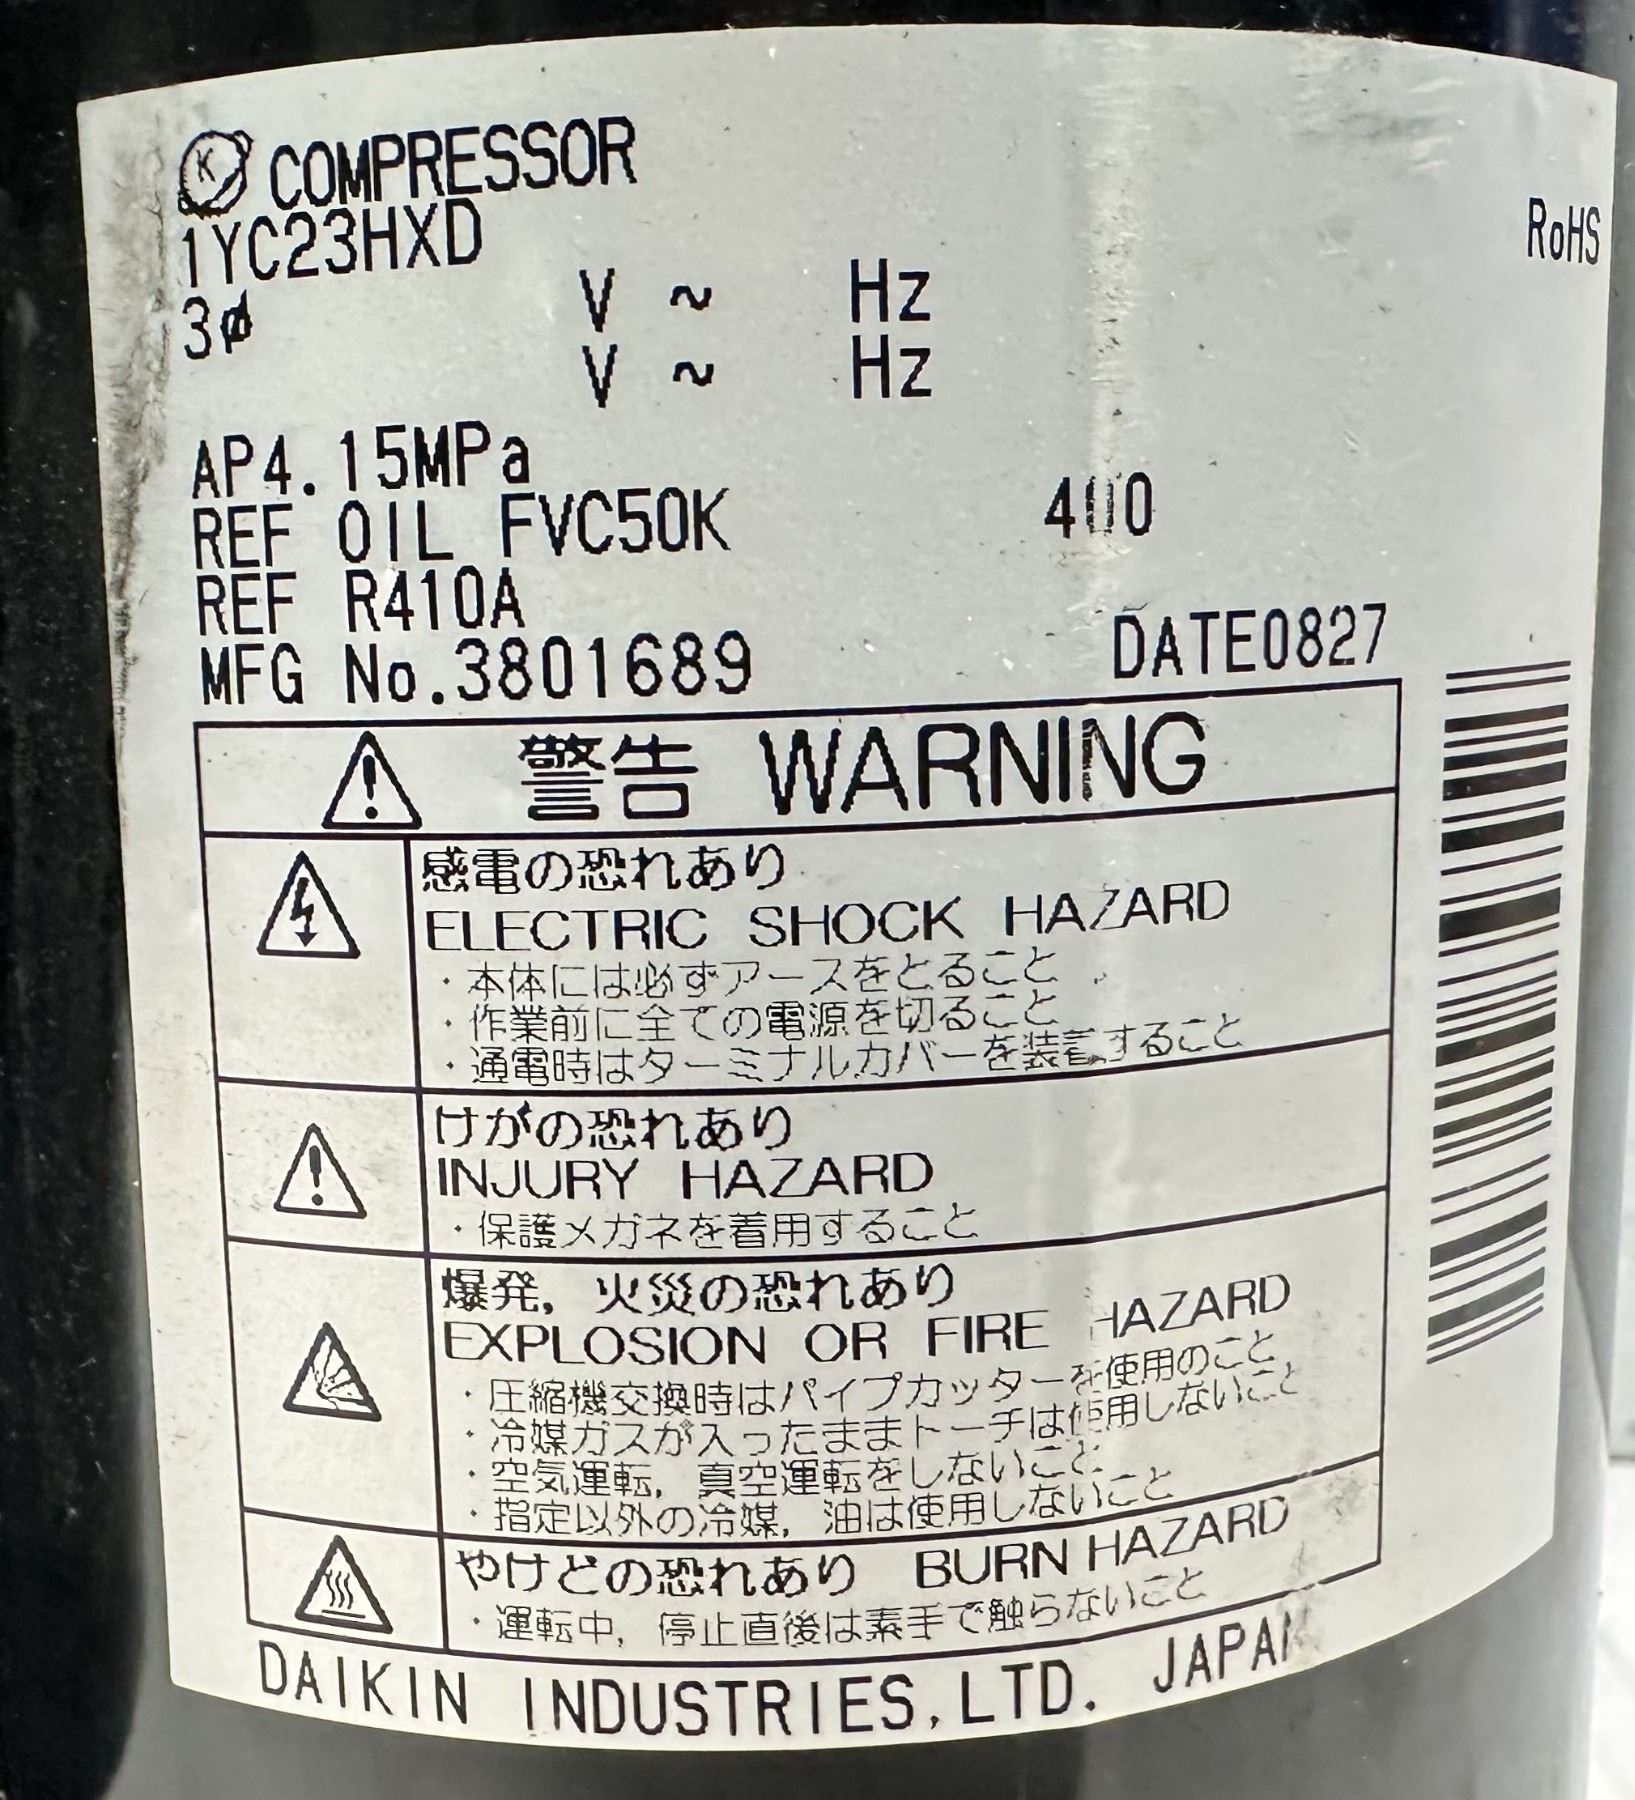 K COMPRESSOR
1YC23HXD
RoHS
3φ V ~ Hz
V ~ Hz
AP4.15MPa
REF OIL FVC50K 400
REF R410A
MFG No.3801689 DATE0827
警告 WARNING
感電の恐れあり
ELECTRIC SHOCK HAZARD
・本体には必ずアースをとること
・作業前に全ての電源を切ること
・通電時はターミナルカバーを装着すること
けがの恐れあり
INJURY HAZARD
・保護メガネを着用すること
爆発,火災の恐れあり
EXPLOSION OR FIRE HAZARD
・圧縮機交換時はパイプカッターを使用のこと
・冷媒ガスが入ったままトーチは使用しないこと
・空気運転,真空運転をしないこと
・指定以外の冷媒,油は使用しないこと
やけどの恐れあり BURN HAZARD
・運転中,停止直後は素手で触らないこと
DAIKIN INDUSTRIES,LTD. JAPAN